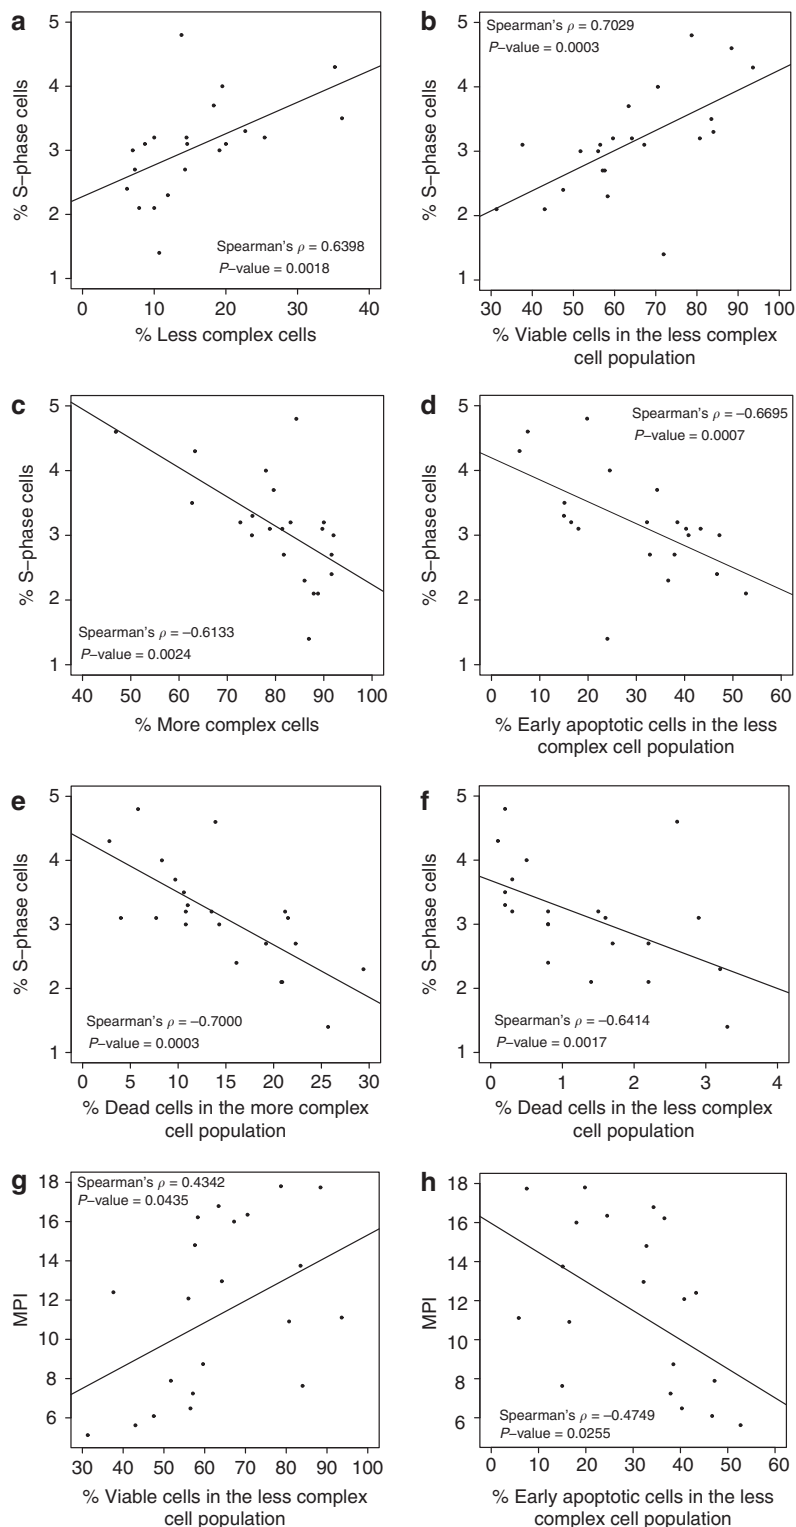 a
5
4
3
2
1
% S–phase cells
Spearman's ρ = 0.6398
P–value = 0.0018
0 10 20 30 40
% Less complex cells
b
5
4
3
2
1
% S–phase cells
Spearman's ρ = 0.7029
P–value = 0.0003
30 40 50 60 70 80 90 100
% Viable cells in the less complex
cell population
c
5
4
3
2
1
% S–phase cells
Spearman's ρ = –0.6133
P–value = 0.0024
40 50 60 70 80 90 100
% More complex cells
d
5
4
3
2
1
% S–phase cells
Spearman's ρ = –0.6695
P–value = 0.0007
0 10 20 30 40 50 60
% Early apoptotic cells in the less
complex cell population
e
5
4
3
2
1
% S–phase cells
Spearman's ρ = –0.7000
P–value = 0.0003
0 5 10 15 20 25 30
% Dead cells in the more complex
cell population
f
5
4
3
2
1
% S–phase cells
Spearman's ρ = –0.6414
P–value = 0.0017
0 1 2 3 4
% Dead cells in the less complex
cell population
g
18
16
14
12
10
8
6
MPI
Spearman's ρ 0.4342
P–value = 0.0435
30 40 50 60 70 80 90 100
% Viable cells in the less complex
cell population
h
18
16
14
12
10
8
6
MPI
Spearman's ρ = –0.4749
P–value = 0.0255
0 10 20 30 40 50 60
% Early apoptotic cells in the less
complex cell population